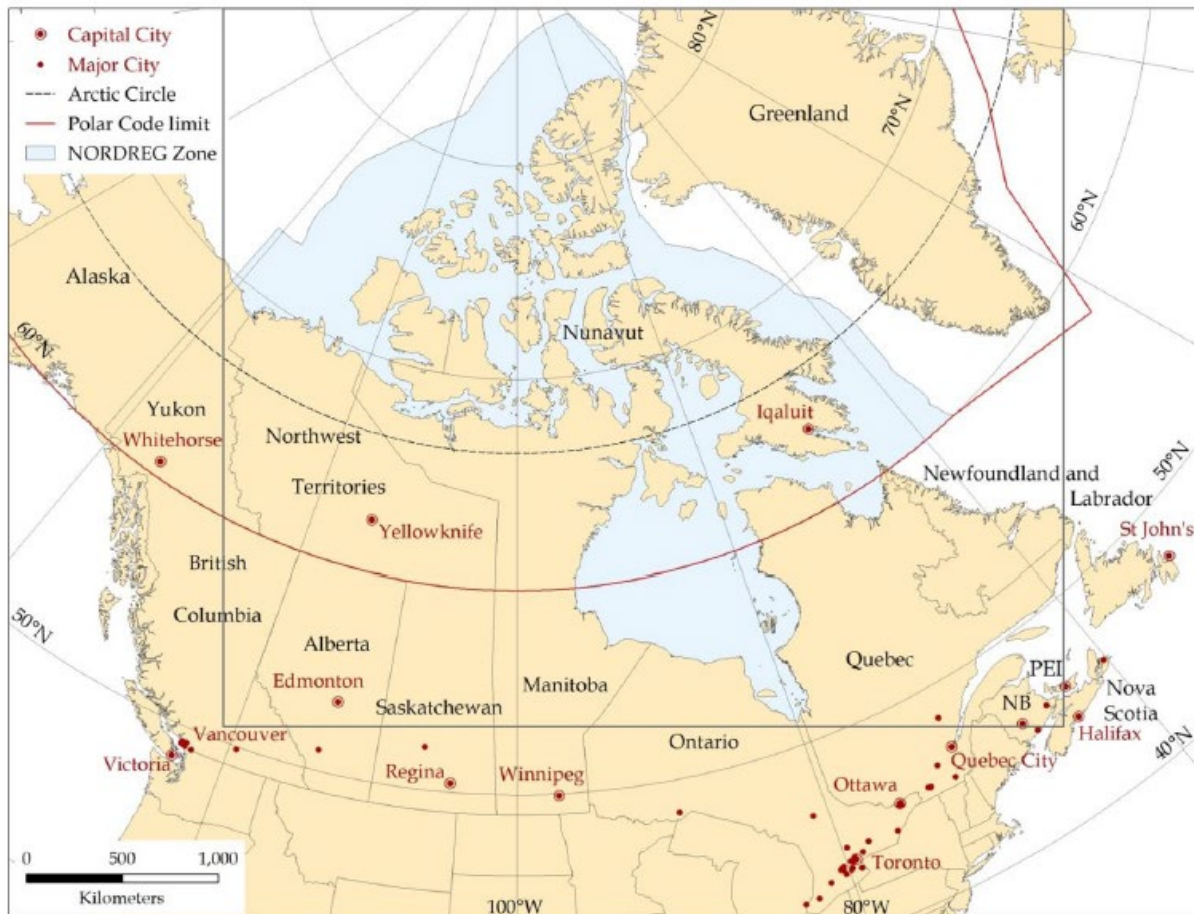 Capital City
Major City
Arctic Circle
Polar Code limit
NORDREG Zone
80°N
70°N
60°N
Greenland
Alaska
60°N
Nunavut
Yukon
Whitehorse
Northwest
Territories
Yellowknife
Iqaluit
Newfoundland and
Labrador
50°N
St John's
British
Columbia
50°N
Alberta
Edmonton
Saskatchewan
Manitoba
Quebec
PEI
NB
Nova
Scotia
Halifax
40°N
Vancouver
Victoria
Regina
Winnipeg
Ontario
Quebec City
Ottawa
Toronto
0 500 1,000
Kilometers
100°W
80°W